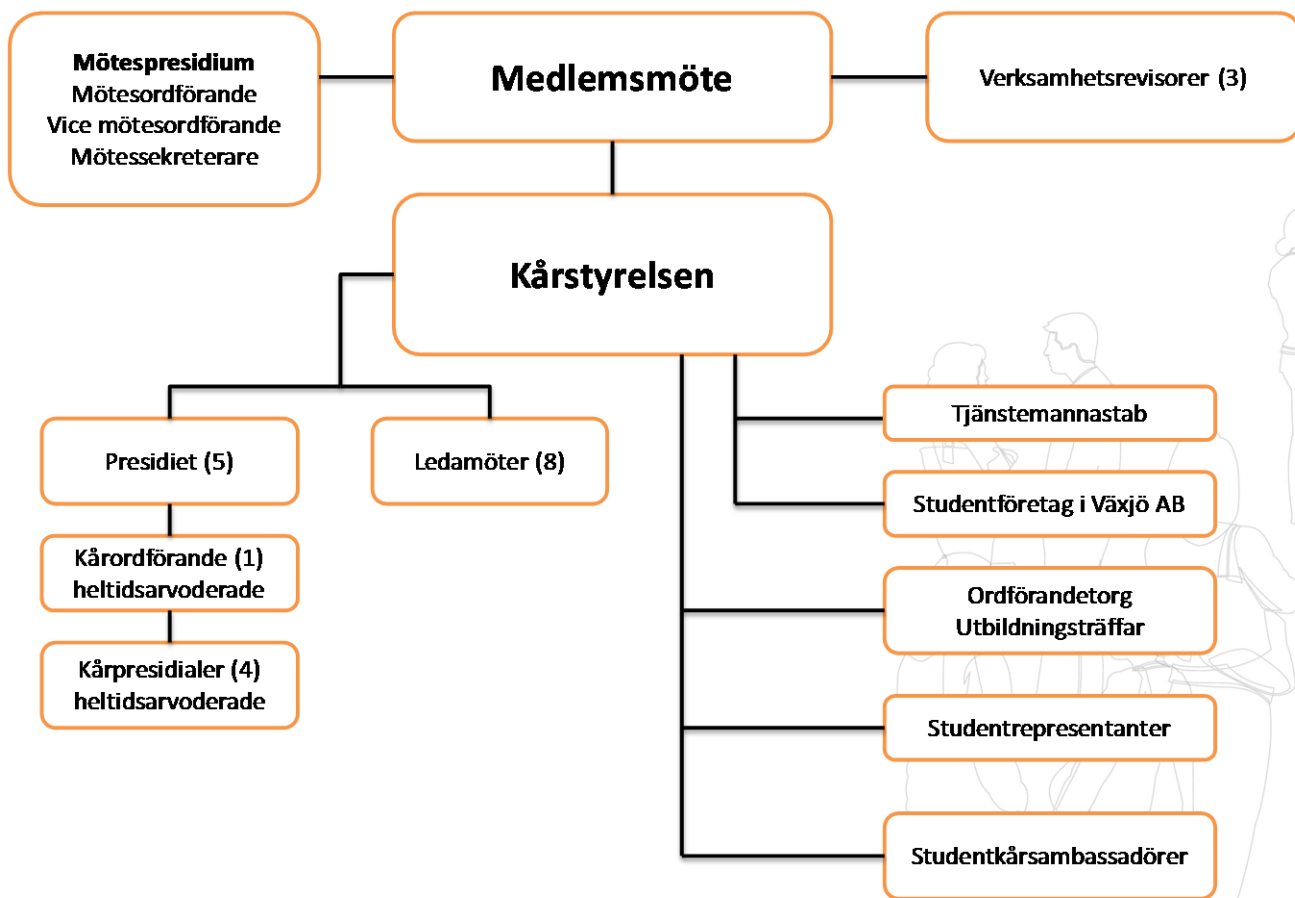 Mötespresidium
Mötesordförande
Vice mötesordförande
Mötessekreterare
Medlemsmöte
Verksamhetsrevisorer (3)
Kårstyrelsen
Presidiet (5)
Ledamöter (8)
Kårordförande (1)
heltidsarvoderade
Kårpresidialer (4)
heltidsarvoderade
Tjänstemannastab
Studentföretag i Växjö AB
Ordförandetorg
Utbildningsträffar
Studentrepresentanter
Studentkårsambassadörer